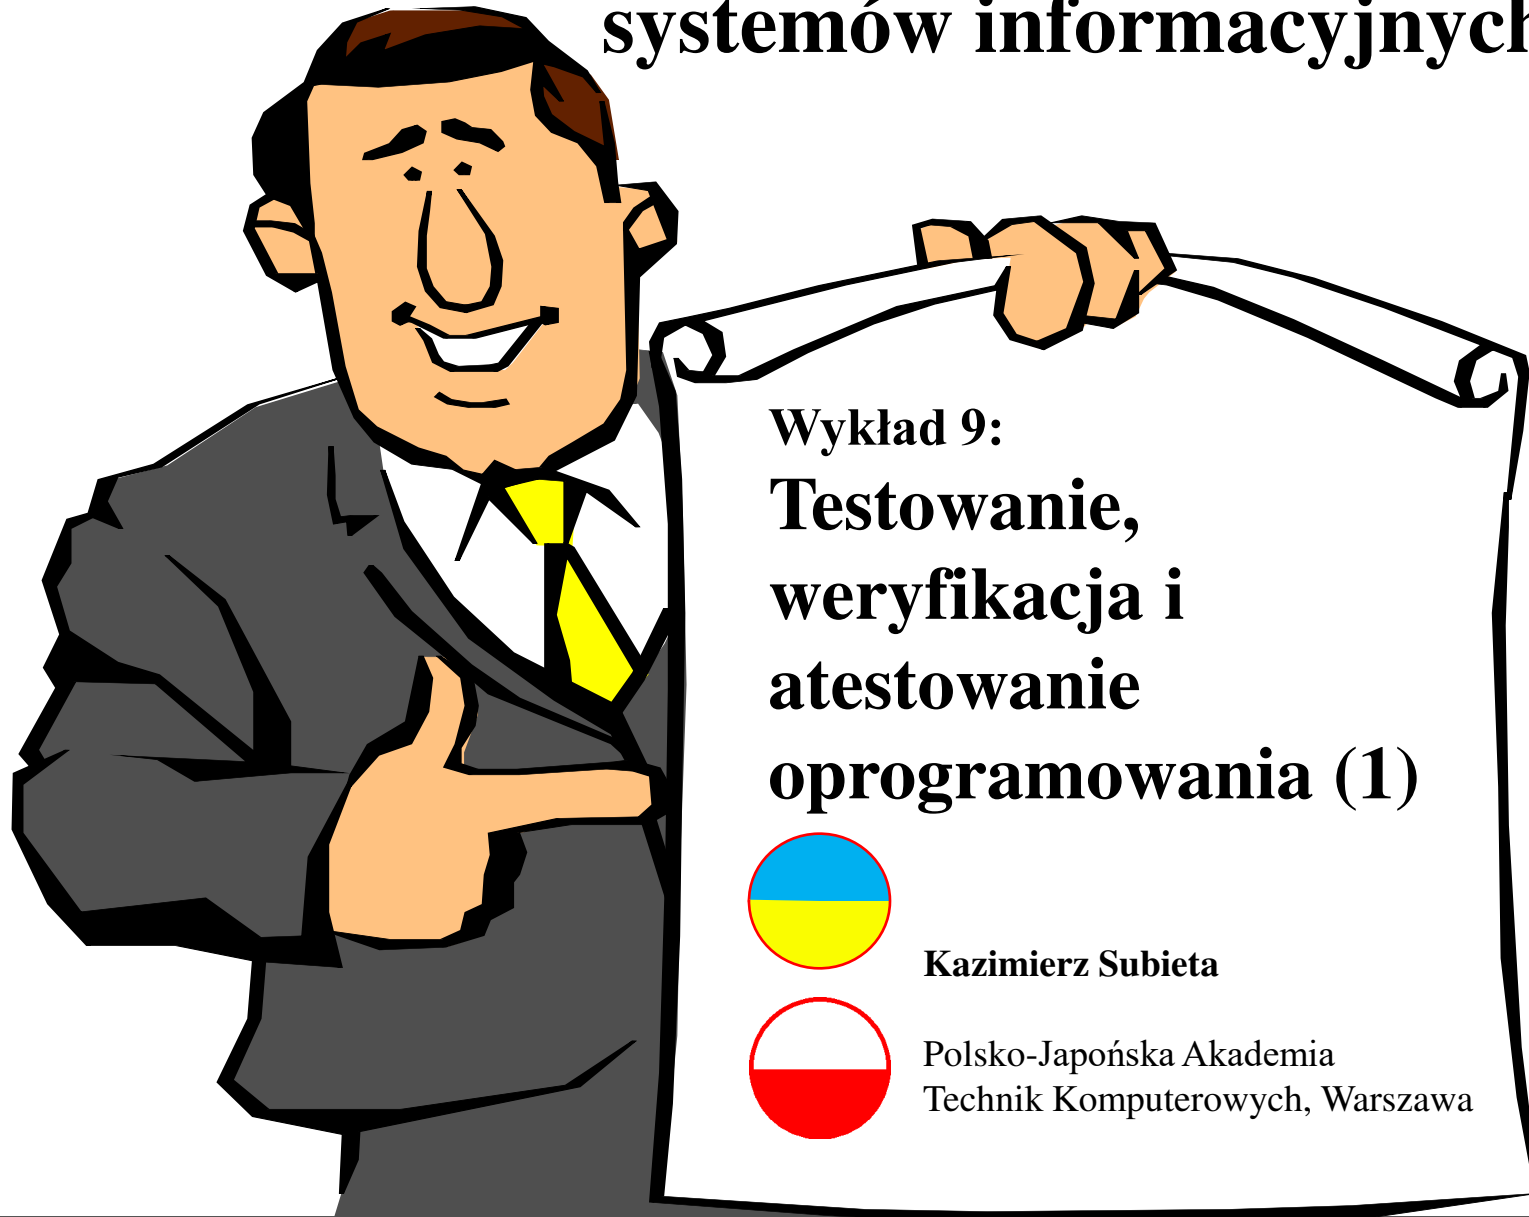 systemów informacyjnych
Wykład 9:
Testowanie,
weryfikacja i
atestowanie
oprogramowania (1)
Kazimierz Subieta
Polsko-Japońska Akademia
Technik Komputerowych, Warszawa